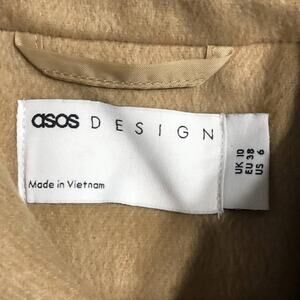 asos DESIGN
Made in Vietnam
UK 10
EU 38
US 6